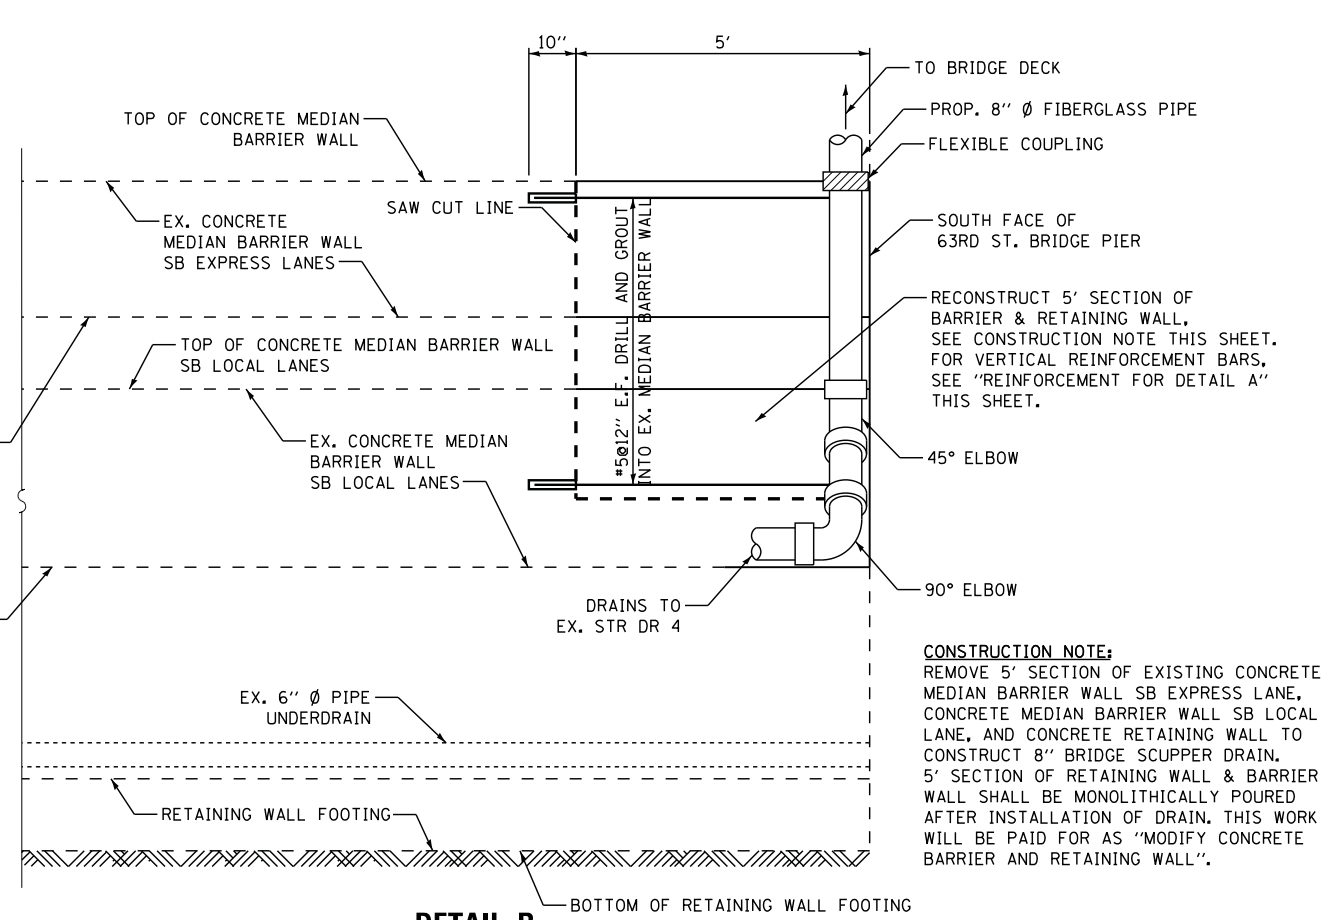 10''
5'
TO BRIDGE DECK
PROP. 8'' Ø FIBERGLASS PIPE
FLEXIBLE COUPLING
TOP OF CONCRETE MEDIAN
BARRIER WALL
SAW CUT LINE
EX. CONCRETE
MEDIAN BARRIER WALL
SB EXPRESS LANES
#5@12'' E.F. DRILL AND GROUT
INTO EX. MEDIAN BARRIER WALL
SOUTH FACE OF
63RD ST. BRIDGE PIER
RECONSTRUCT 5' SECTION OF
BARRIER & RETAINING WALL,
SEE CONSTRUCTION NOTE THIS SHEET.
FOR VERTICAL REINFORCEMENT BARS,
SEE ''REINFORCEMENT FOR DETAIL A''
THIS SHEET.
TOP OF CONCRETE MEDIAN BARRIER WALL
SB LOCAL LANES
EX. CONCRETE MEDIAN
BARRIER WALL
SB LOCAL LANES
45° ELBOW
90° ELBOW
DRAINS TO
EX. STR DR 4
EX. 6'' Ø PIPE
UNDERDRAIN
RETAINING WALL FOOTING
CONSTRUCTION NOTE:
REMOVE 5' SECTION OF EXISTING CONCRETE
MEDIAN BARRIER WALL SB EXPRESS LANE,
CONCRETE MEDIAN BARRIER WALL SB LOCAL
LANE, AND CONCRETE RETAINING WALL TO
CONSTRUCT 8'' BRIDGE SCUPPER DRAIN.
5' SECTION OF RETAINING WALL & BARRIER
WALL SHALL BE MONOLITHICALLY POURED
AFTER INSTALLATION OF DRAIN. THIS WORK
WILL BE PAID FOR AS ''MODIFY CONCRETE
BARRIER AND RETAINING WALL''.
BOTTOM OF RETAINING WALL FOOTING
DETAIL